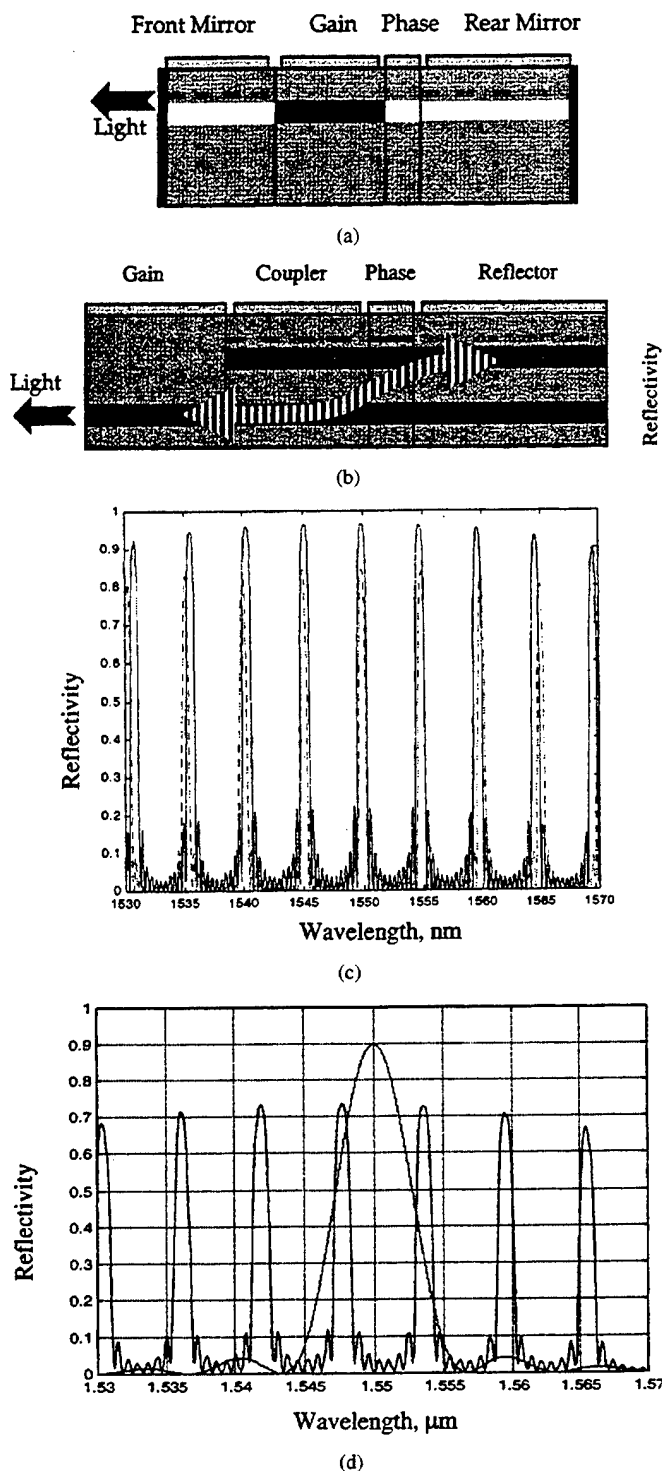 Front Mirror Gain Phase Rear Mirror
Light
(a)
Gain Coupler Phase Reflector
Light
Reflectivity
(b)
1
0.9
0.8
0.7
0.6
0.5
0.4
0.3
0.2
0.1
0
Reflectivity
1530 1535 1540 1545 1550 1555 1560 1565 1570
Wavelength, nm
(c)
1
0.9
0.8
0.7
0.6
0.5
0.4
0.3
0.2
0.1
0
Reflectivity
1.53 1.535 1.54 1.545 1.55 1.555 1.56 1.565 1.57
Wavelength, μm
(d)